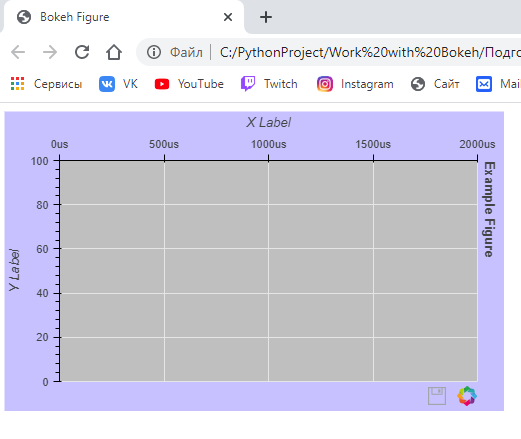 Bokeh Figure
Файл C:/PythonProject/Work%20with%20Bokeh/Подго
Сервисы VK YouTube Twitch Instagram Сайт Mai
X Label
0us 500us 1000us 1500us 2000us
100
80
60
40
20
0
Y Label
Example Figure